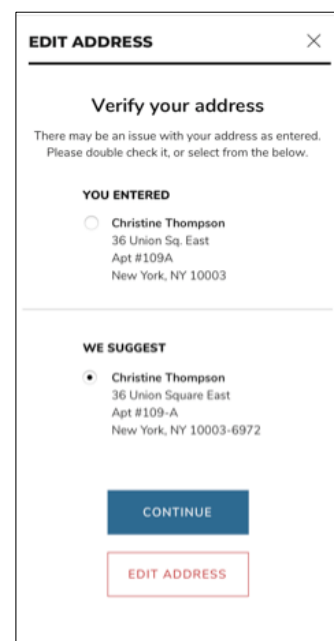 EDIT ADDRESS
Verify your address
There may be an issue with your address as entered.
Please double check it, or select from the below.
YOU ENTERED
Christine Thompson
36 Union Sq. East
Apt #109A
New York, NY 10003
WE SUGGEST
Christine Thompson
36 Union Square East
Apt #109-A
New York, NY 10003-6972
CONTINUE
EDIT ADDRESS